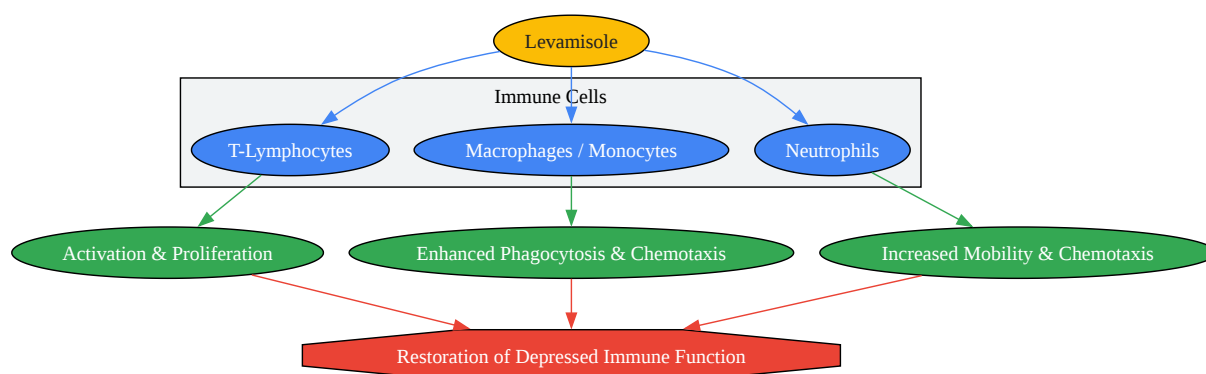 Levamisole
Immune Cells
T-Lymphocytes
Macrophages / Monocytes
Neutrophils
Activation & Proliferation
Enhanced Phagocytosis & Chemotaxis
Increased Mobility & Chemotaxis
Restoration of Depressed Immune Function